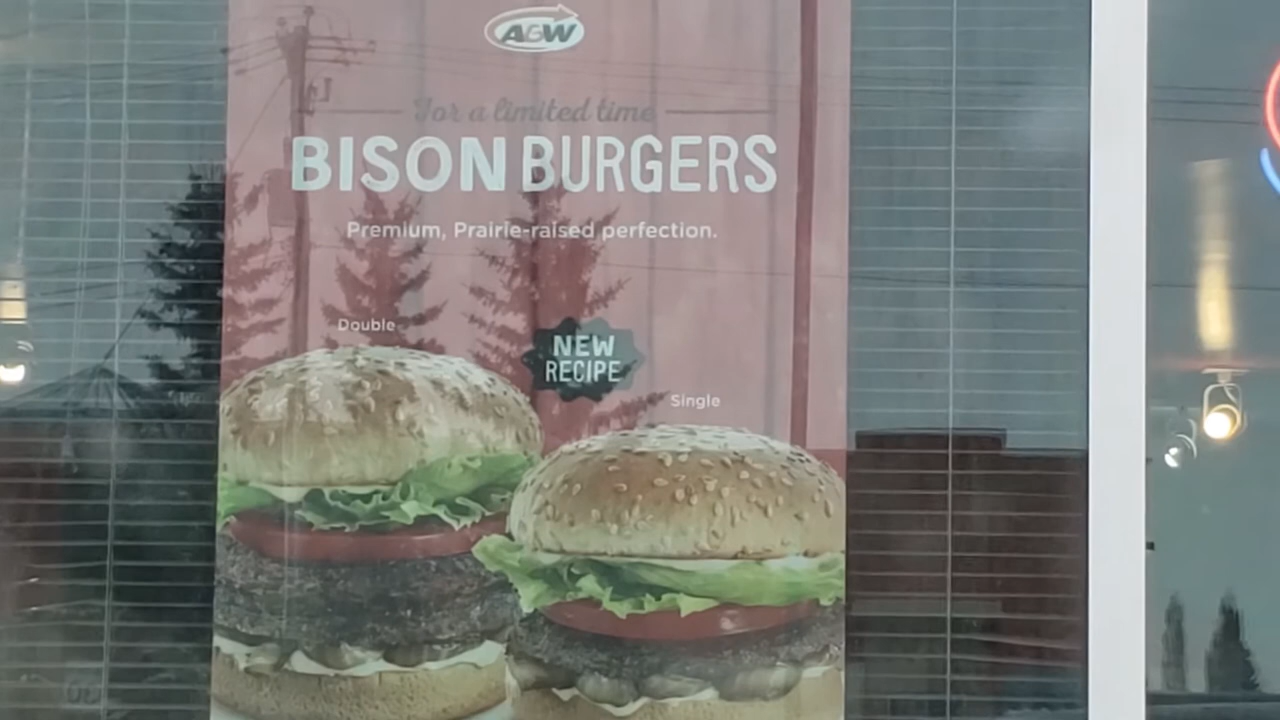 A&W
For a limited time
BISON BURGERS
Premium, Prairie-raised perfection.
Double
NEW
RECIPE
Single